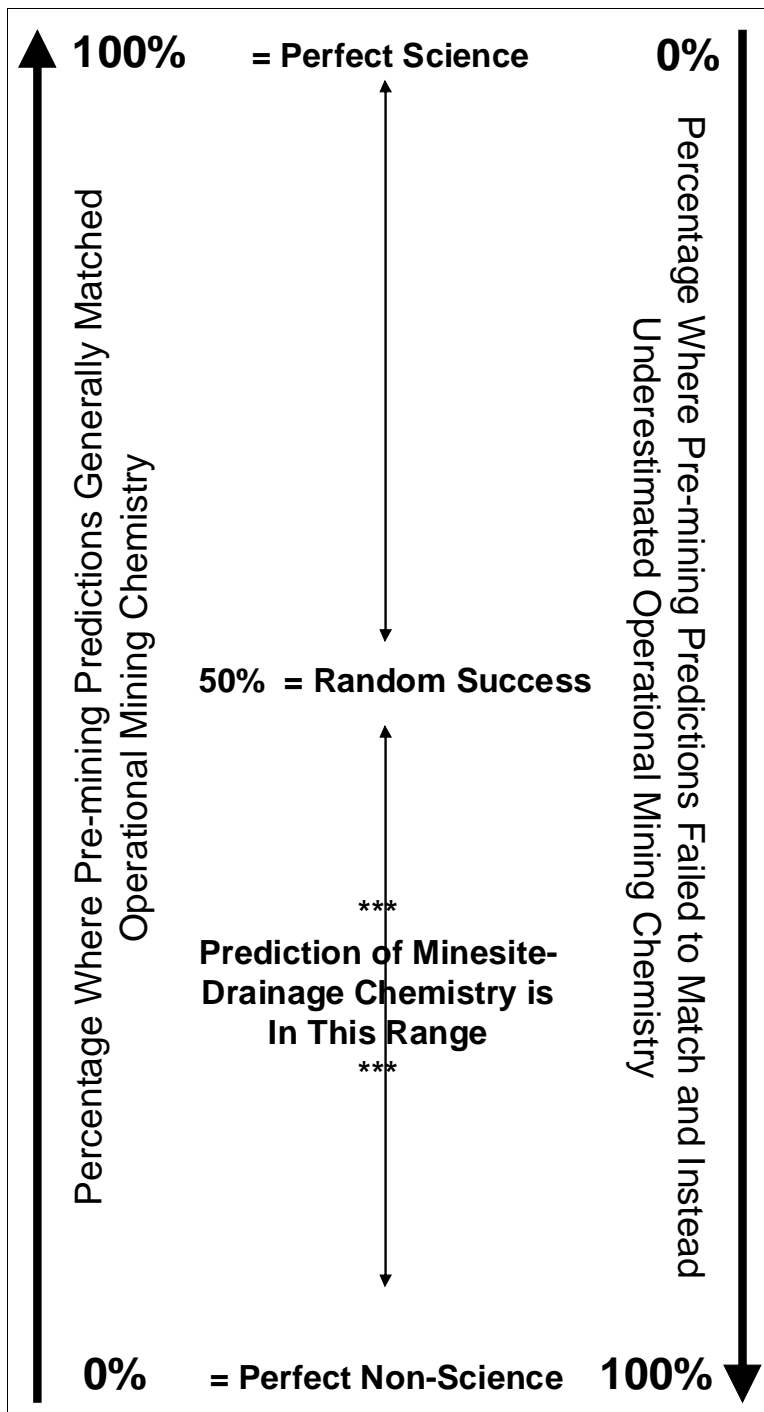 100% = Perfect Science 0%
Percentage Where Pre-mining Predictions Generally Matched
Operational Mining Chemistry
Percentage Where Pre-mining Predictions Failed to Match and Instead
Underestimated Operational Mining Chemistry
50% = Random Success
***
Prediction of Minesite-
Drainage Chemistry is
In This Range
***
0% = Perfect Non-Science 100%